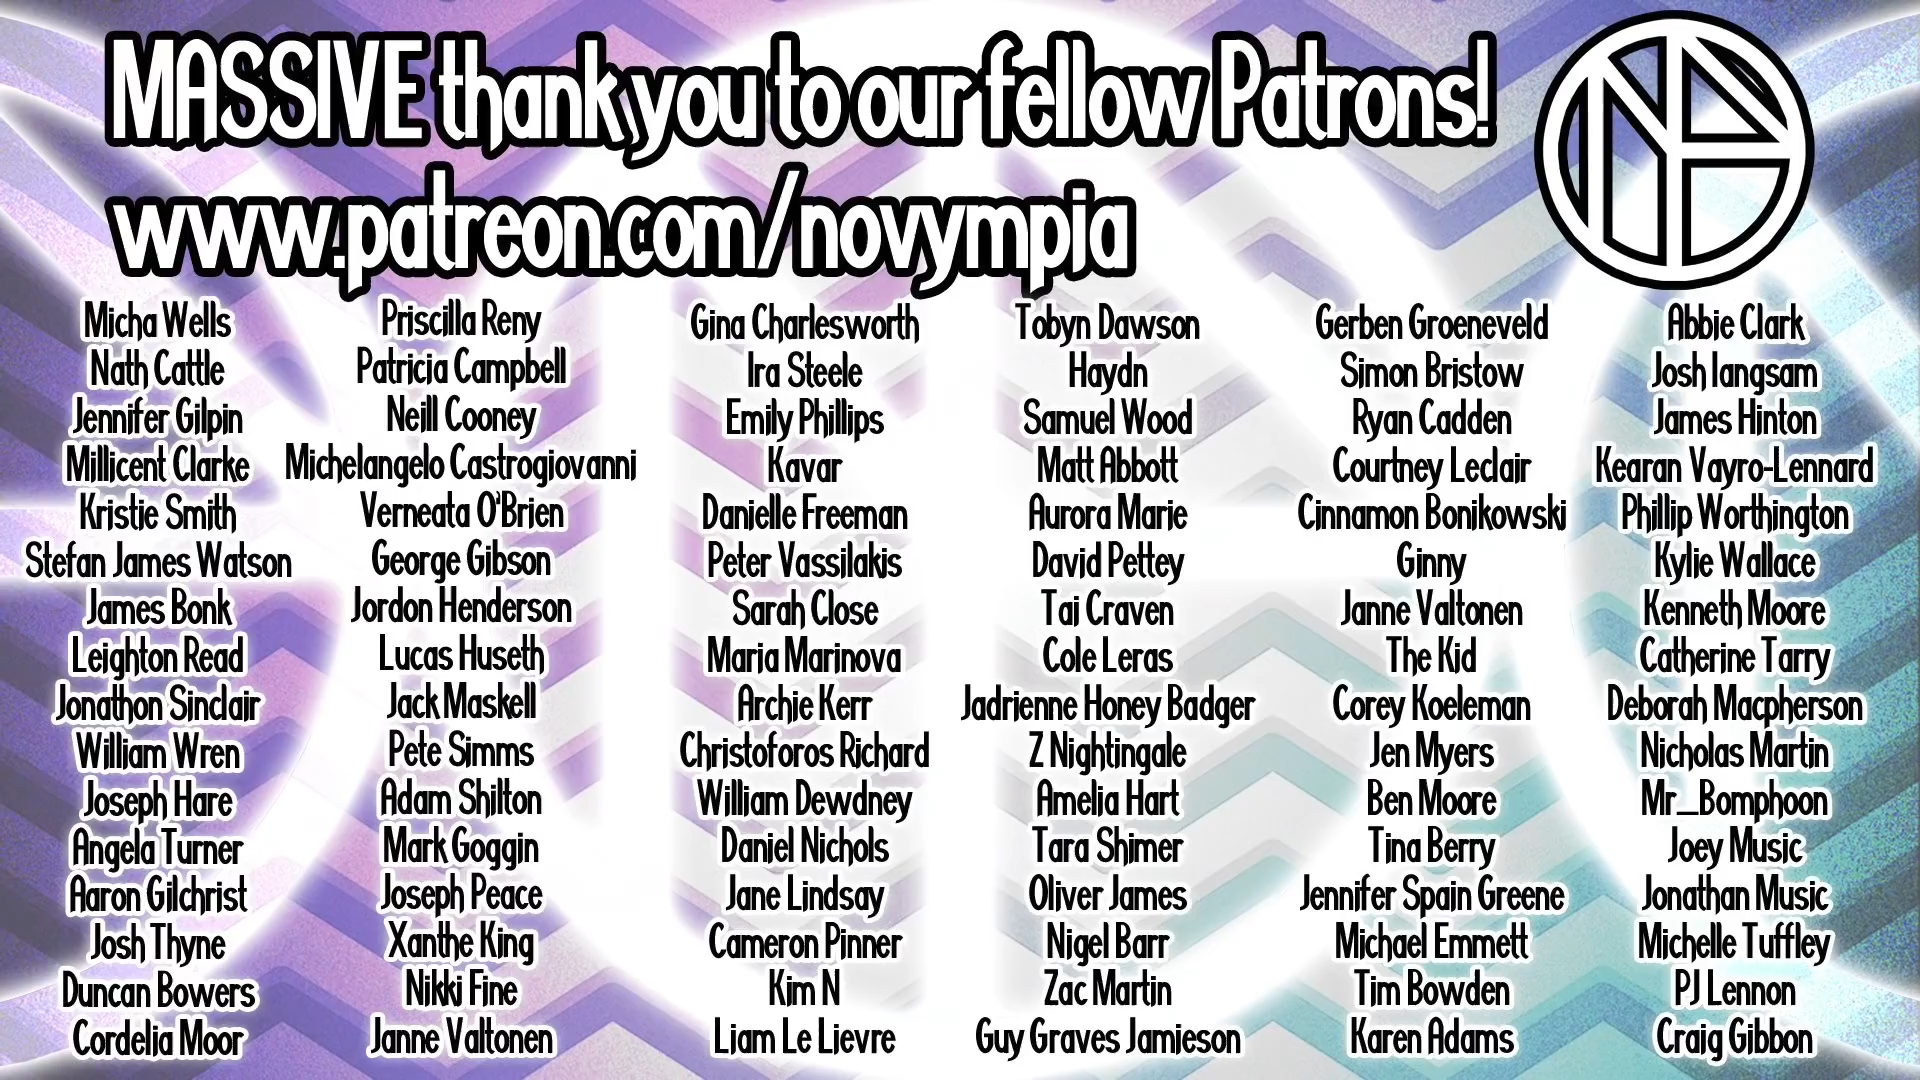 MASSIVE thank you to our fellow Patrons!
www.patreon.com/novympia
Micha Wells
Nath Cattle
Jennifer Gilpin
Millicent Clarke
Kristie Smith
Stefan James Watson
James Bonk
Leighton Read
Jonathon Sinclair
William Wren
Joseph Hare
Angela Turner
Aaron Gilchrist
Josh Thyne
Duncan Bowers
Cordelia Moor
Priscilla Reny
Patricia Campbell
Neill Cooney
Michelangelo Castrogiovanni
Verneata O'Brien
George Gibson
Jordon Henderson
Lucas Huseth
Jack Maskell
Pete Simms
Adam Shilton
Mark Goggin
Joseph Peace
Xanthe King
Nikki Fine
Janne Valtonen
Gina Charlesworth
Ira Steele
Emily Phillips
Kavar
Danielle Freeman
Peter Vassilakis
Sarah Close
Maria Marinova
Archie Kerr
Christoforos Richard
William Dewdney
Daniel Nichols
Jane Lindsay
Cameron Pinner
Kim N
Liam Le Lievre
Tobyn Dawson
Haydn
Samuel Wood
Matt Abbott
Aurora Marie
David Pettey
Tai Craven
Cole Leras
Jadrienne Honey Badger
Z Nightingale
Amelia Hart
Tara Shimer
Oliver James
Nigel Barr
Zac Martin
Guy Graves Jamieson
Gerben Groeneveld
Simon Bristow
Ryan Cadden
Courtney Leclair
Cinnamon Bonikowski
Ginny
Janne Valtonen
The Kid
Corey Koeleman
Jen Myers
Ben Moore
Tina Berry
Jennifer Spain Greene
Michael Emmett
Tim Bowden
Karen Adams
Abbie Clark
Josh langsam
James Hinton
Kearan Vayro-Lennard
Phillip Worthington
Kylie Wallace
Kenneth Moore
Catherine Tarry
Deborah Macpherson
Nicholas Martin
Mr_Bomphoon
Joey Music
Jonathan Music
Michelle Tuffley
PJ Lennon
Craig Gibbon